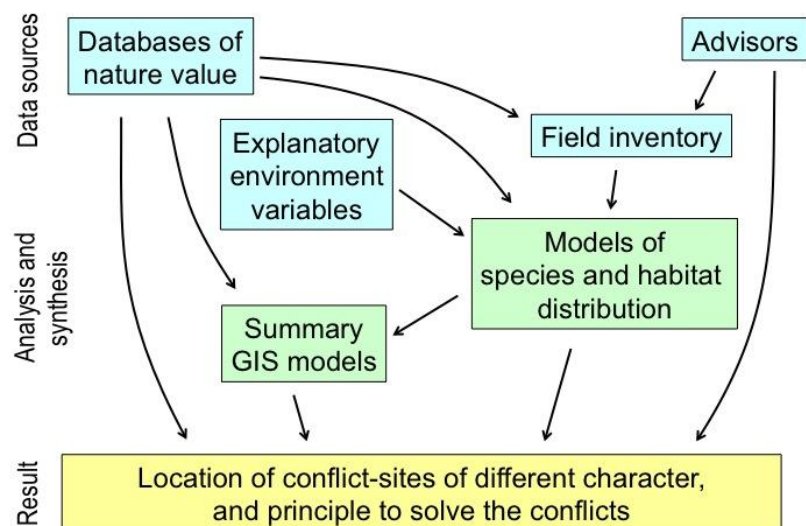 Data sources
Databases of
nature value
Advisors
Field inventory
Explanatory
environment
variables
Analysis and
synthesis
Models of
species and habitat
distribution
Summary
GIS models
Result
Location of conflict-sites of different character,
and principle to solve the conflicts